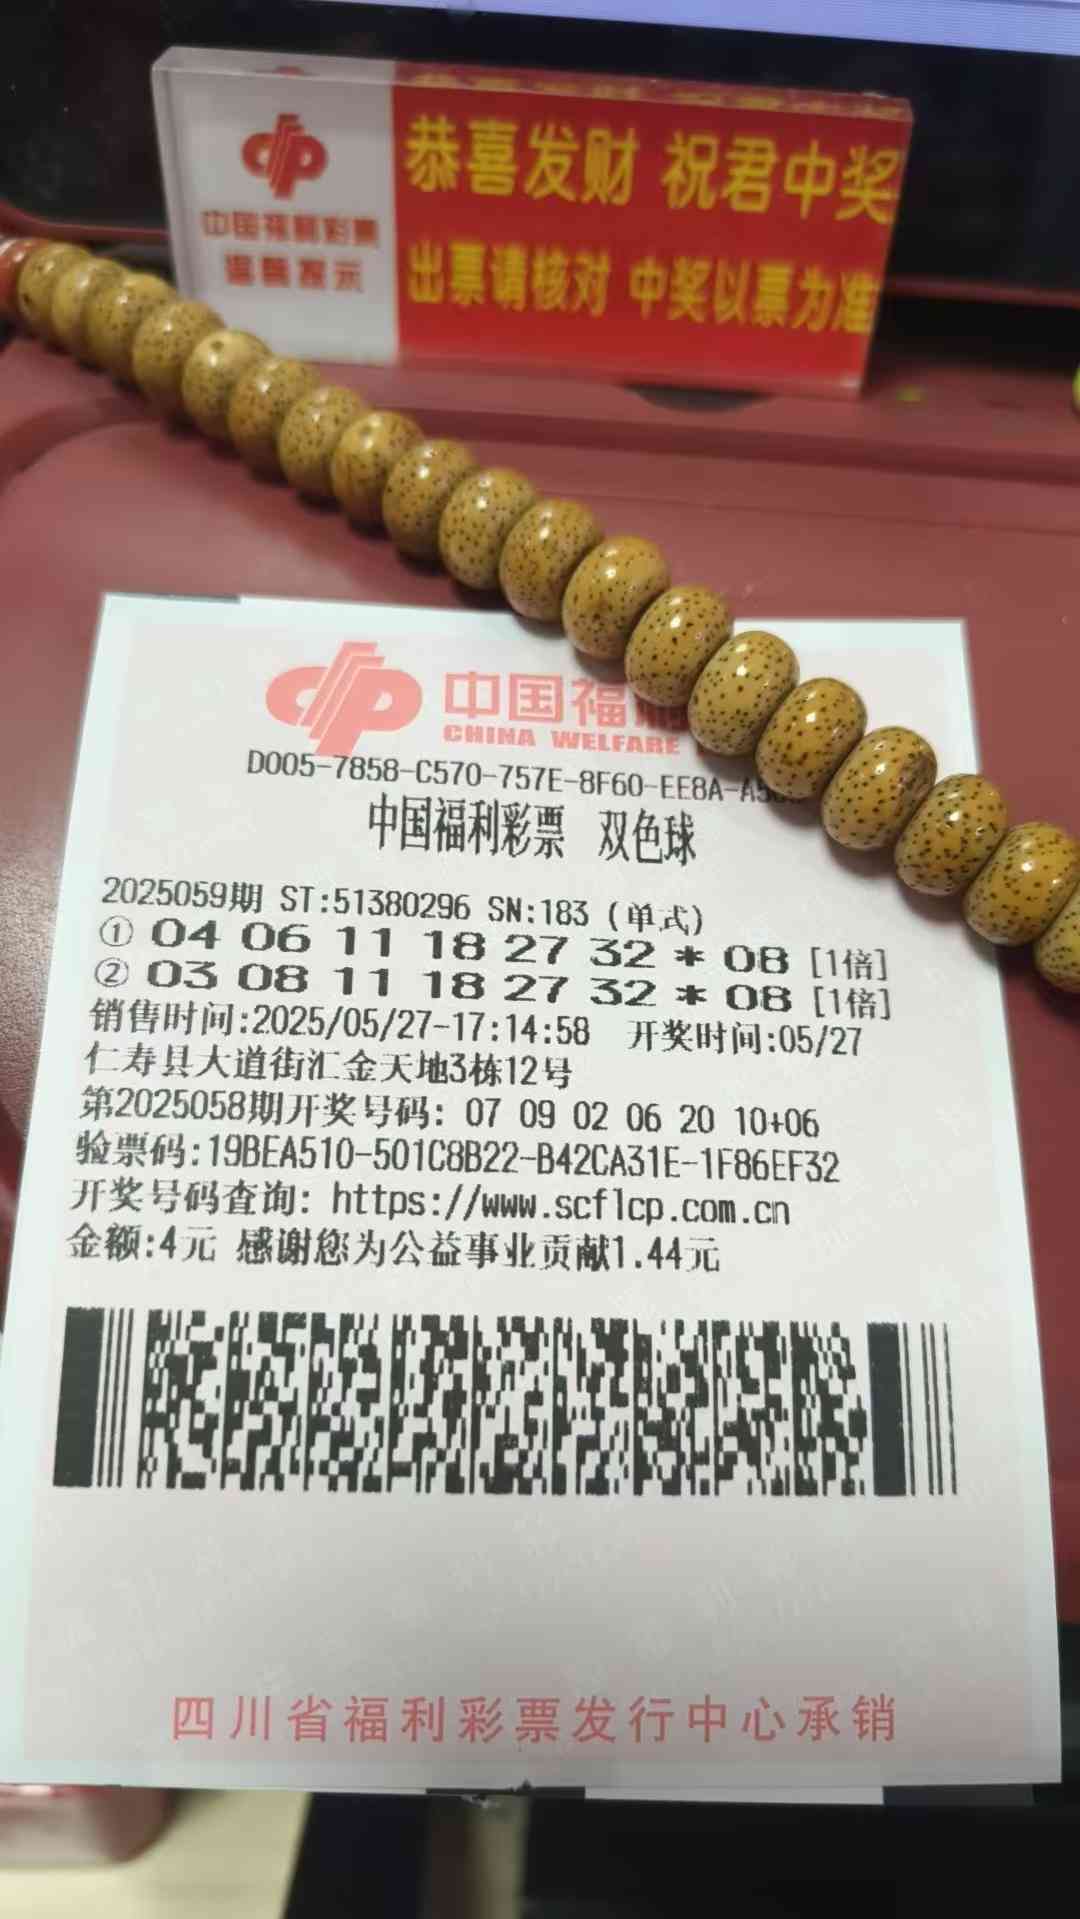 恭喜发财 祝君中奖
中国福利彩票
温馨提示
出票请核对 中奖以票为准
中国福利
CHINA WELFARE
D005-7858-C570-757E-8F60-EE8A-A5
中国福利彩票 双色球
2025059期 ST:51380296 SN:183 (单式)
① 04 06 11 18 27 32 * 08 [1倍]
② 03 08 11 18 27 32 * 08 [1倍]
销售时间:2025/05/27-17:14:58 开奖时间:05/27
仁寿县大道街汇金天地3栋12号
第2025058期开奖号码: 07 09 02 06 20 10+06
验票码:19BEA510-501C8B22-B42CA31E-1F86EF32
开奖号码查询: https://www.scflcp.com.cn
金额:4元 感谢您为公益事业贡献1.44元
四川省福利彩票发行中心承销